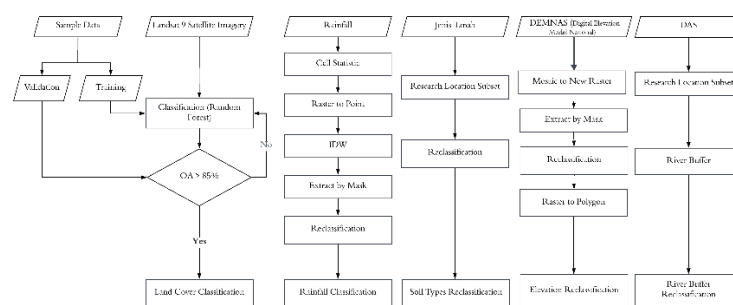 Sample Data
Landsat 9 Satellite Imagery
Rainfall
Jenis Tanah
DEMNAS (Digital Elevation
Model National)
DAS
Validation
Training
Classification (Random
Forest)
No
OA > 85%
Yes
Land Cover Classification
Cell Statistic
Raster to Point
IDW
Extract by Mask
Reclassification
Rainfall Classification
Research Location Subset
Reclassification
Soil Types Reclassification
Mosaic to New Raster
Extract by Mask
Reclassification
Raster to Polygon
Elevation Reclassification
Research Location Subset
River Buffer
River Buffer
Reclassification